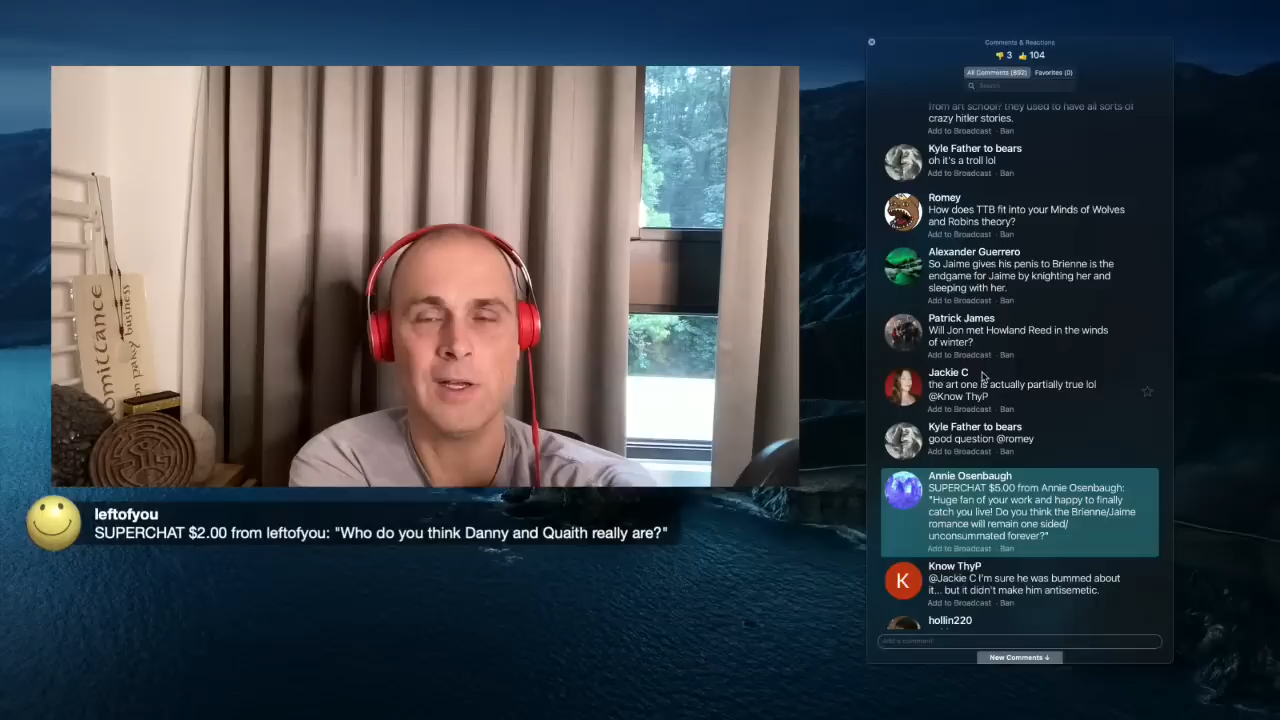 omittance
on panky business
leftofyou
SUPERCHAT $2.00 from leftofyou: "Who do you think Danny and Quaith really are?"
Comments & Reactions
👎 3 👍 104
All Comments (892) Favorites (0)
Search
from art school? they used to have all sorts of
crazy hitler stories.
Add to Broadcast · Ban
Kyle Father to bears
oh it's a troll lol
Add to Broadcast · Ban
Romey
How does TTB fit into your Minds of Wolves
and Robins theory?
Add to Broadcast · Ban
Alexander Guerrero
So Jaime gives his penis to Brienne is the
endgame for Jaime by knighting her and
sleeping with her.
Add to Broadcast · Ban
Patrick James
Will Jon met Howland Reed in the winds
of winter?
Add to Broadcast · Ban
Jackie C
the art one is actually partially true lol
@Know ThyP
Add to Broadcast · Ban
Kyle Father to bears
good question @romey
Add to Broadcast · Ban
Annie Osenbaugh
SUPERCHAT $5.00 from Annie Osenbaugh:
"Huge fan of your work and happy to finally
catch you live! Do you think the Brienne/Jaime
romance will remain one sided/
unconsummated forever?"
Add to Broadcast · Ban
K
Know ThyP
@Jackie C I'm sure he was bummed about
it... but it didn't make him antisemetic.
Add to Broadcast · Ban
hollin220
Add a comment
New Comments ↓